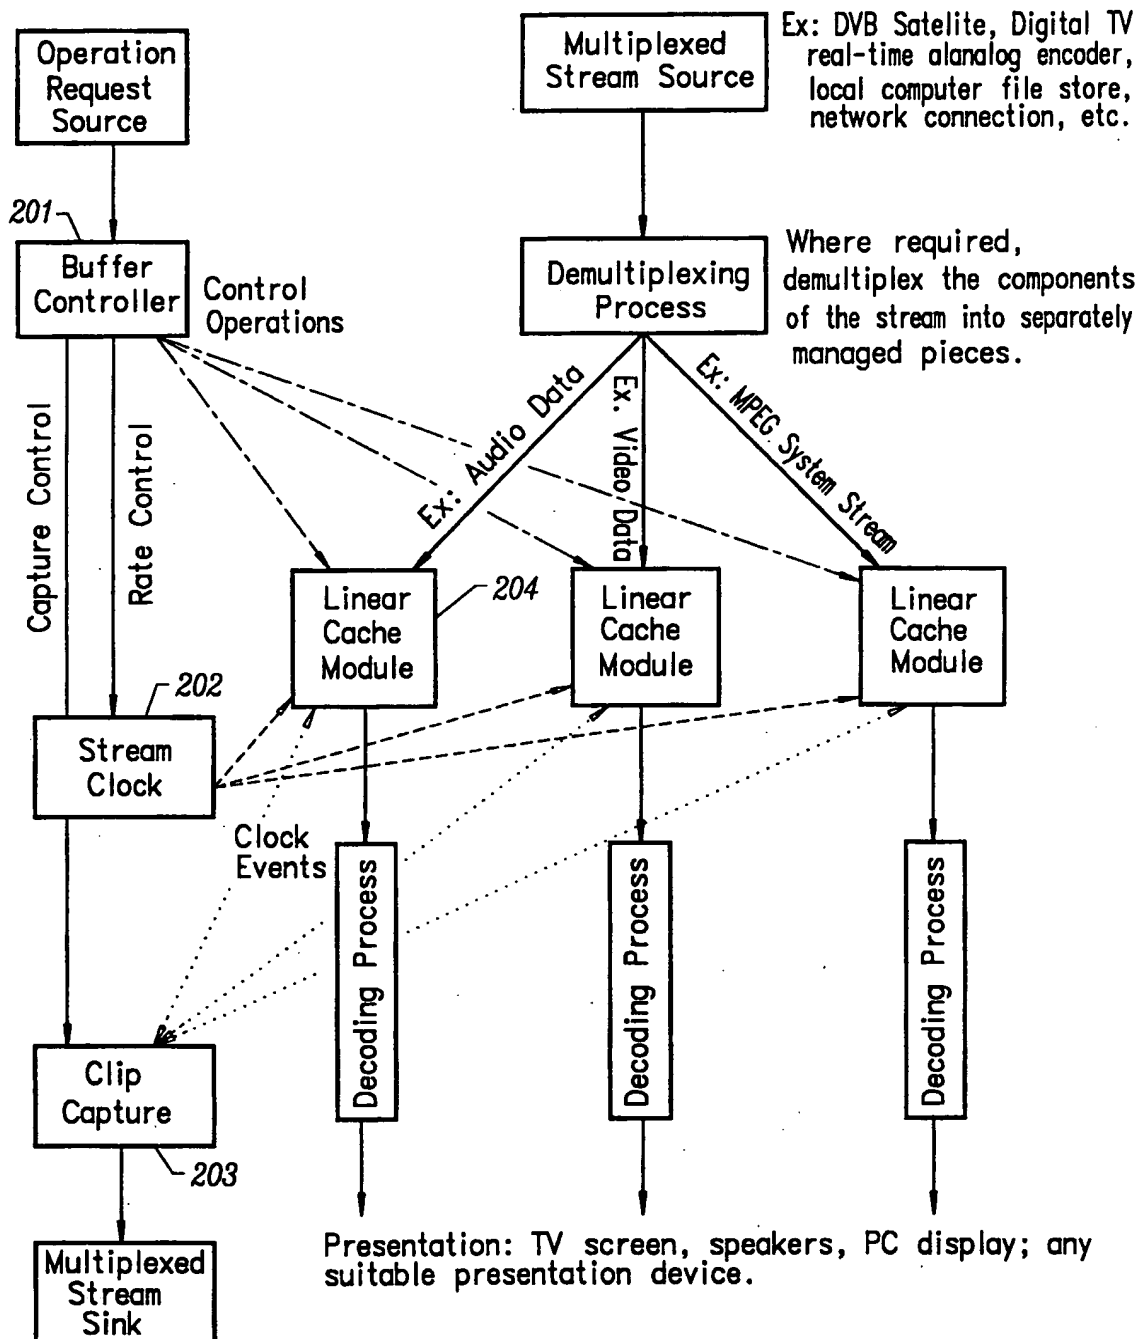 Operation
Request
Source
Multiplexed
Stream Source
Ex: DVB Satelite, Digital TV
real-time alanalog encoder,
local computer file store,
network connection, etc.
201
Buffer
Controller
Control
Operations
Demultiplexing
Process
Where required,
demultiplex the components
of the stream into separately
managed pieces.
Capture Control
Rate Control
Ex: Audio Data
Ex. Video Data
Ex: MPEG System Stream
Linear
Cache
Module
204
Linear
Cache
Module
Linear
Cache
Module
202
Stream
Clock
Clock
Events
Decoding Process
Decoding Process
Decoding Process
Clip
Capture
203
Multiplexed
Stream
Sink
Presentation: TV screen, speakers, PC display; any
suitable presentation device.